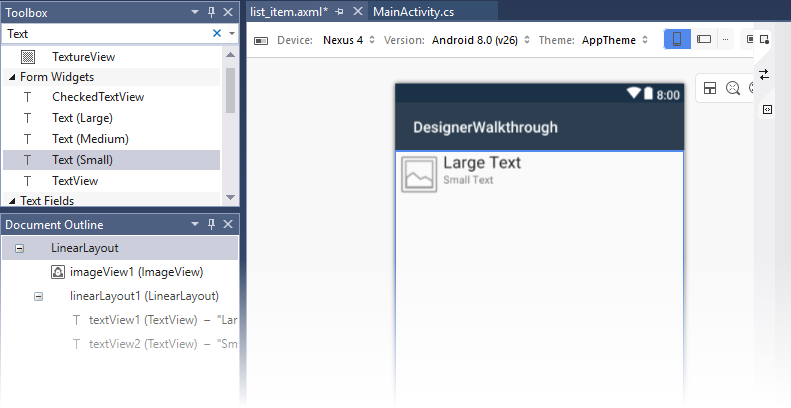 Toolbox
Text
TextureView
Form Widgets
CheckedTextView
Text (Large)
Text (Medium)
Text (Small)
TextView
Text Fields
Document Outline
LinearLayout
imageView1 (ImageView)
linearLayout1 (LinearLayout)
textView1 (TextView) – "Lar
textView2 (TextView) – "Sm
list_item.axml*
MainActivity.cs
Device: Nexus 4 Version: Android 8.0 (v26) Theme: AppTheme
8:00
DesignerWalkthrough
Large Text
Small Text